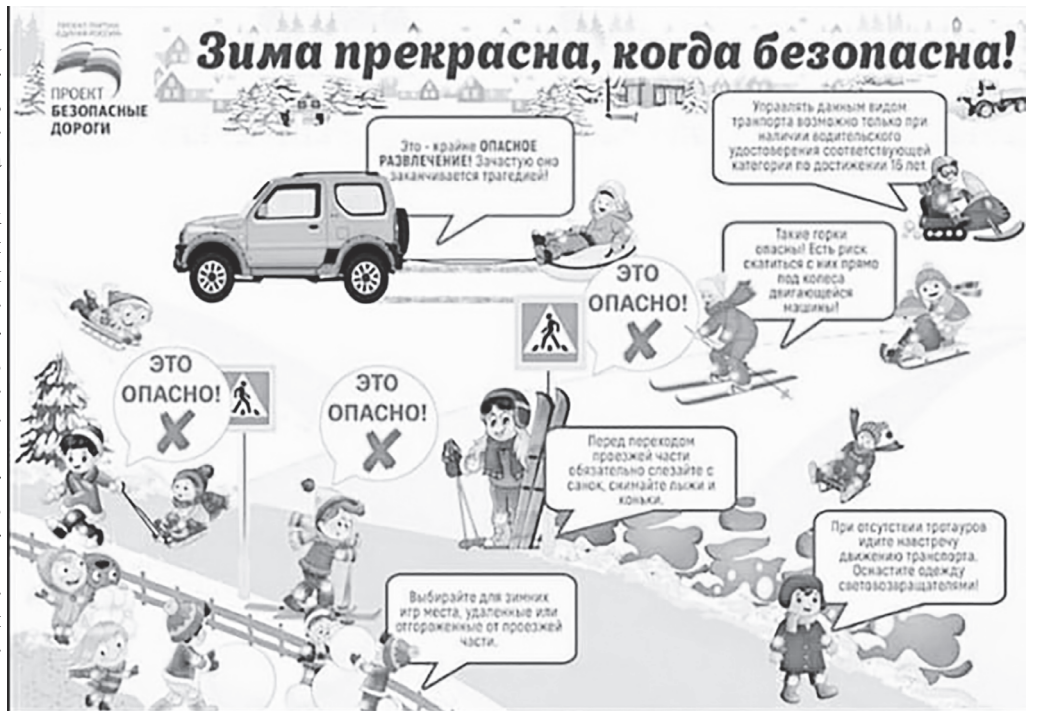 ПРОЕКТ ПАРТИИ
ЕДИНАЯ РОССИЯ
ПРОЕКТ
БЕЗОПАСНЫЕ
ДОРОГИ
Зима прекрасна, когда безопасна!
Это - крайне ОПАСНОЕ
РАЗВЛЕЧЕНИЕ! Зачастую оно
заканчивается трагедией!
Управлять данным видом
транпорта возможно только при
наличии водительского
удостоверения соответствующей
категории по достижении 16 лет.
Такие горки
опасны! Есть риск
скатиться с них прямо
под колеса
двигающейся
машины!
ЭТО
ОПАСНО!
ЭТО
ОПАСНО!
ЭТО
ОПАСНО!
Перед переходом
проезжей части
обязательно слезайте с
санок, снимайте лыжи и
коньки.
При отсутствии тротауров
идите навстречу
движению транспорта.
Оснастите одежду
световозвращателями!
Выбирайте для зимних
игр места, удаленные или
отгороженные от проезжей
части.